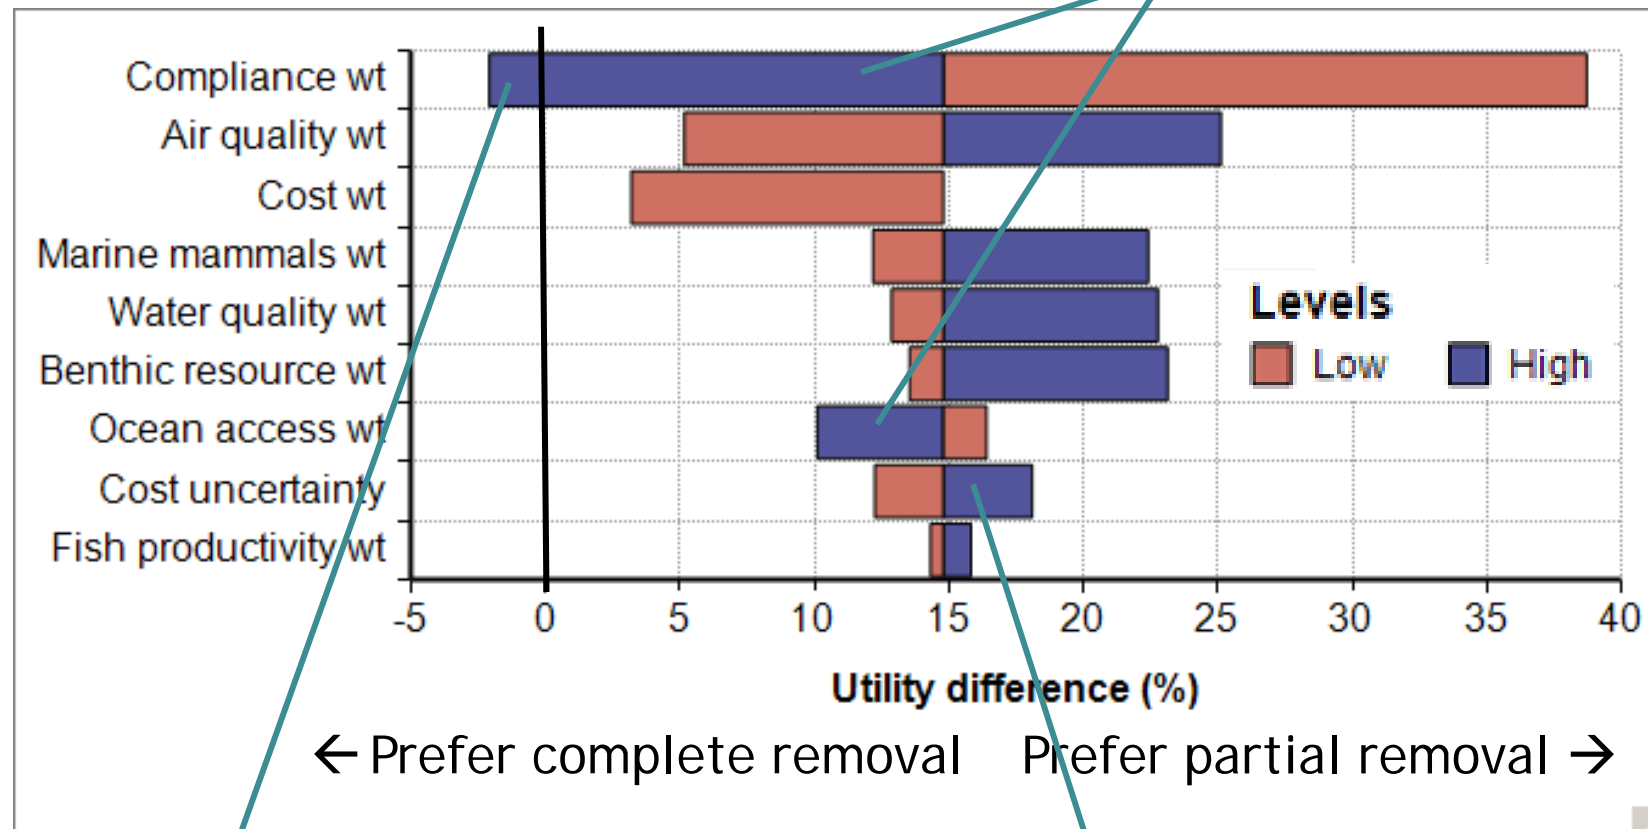 Compliance wt
Air quality wt
Cost wt
Marine mammals wt
Water quality wt
Benthic resource wt
Ocean access wt
Cost uncertainty
Fish productivity wt
Levels
Low High
-5 0 5 10 15 20 25 30 35 40
Utility difference (%)
← Prefer complete removal Prefer partial removal →